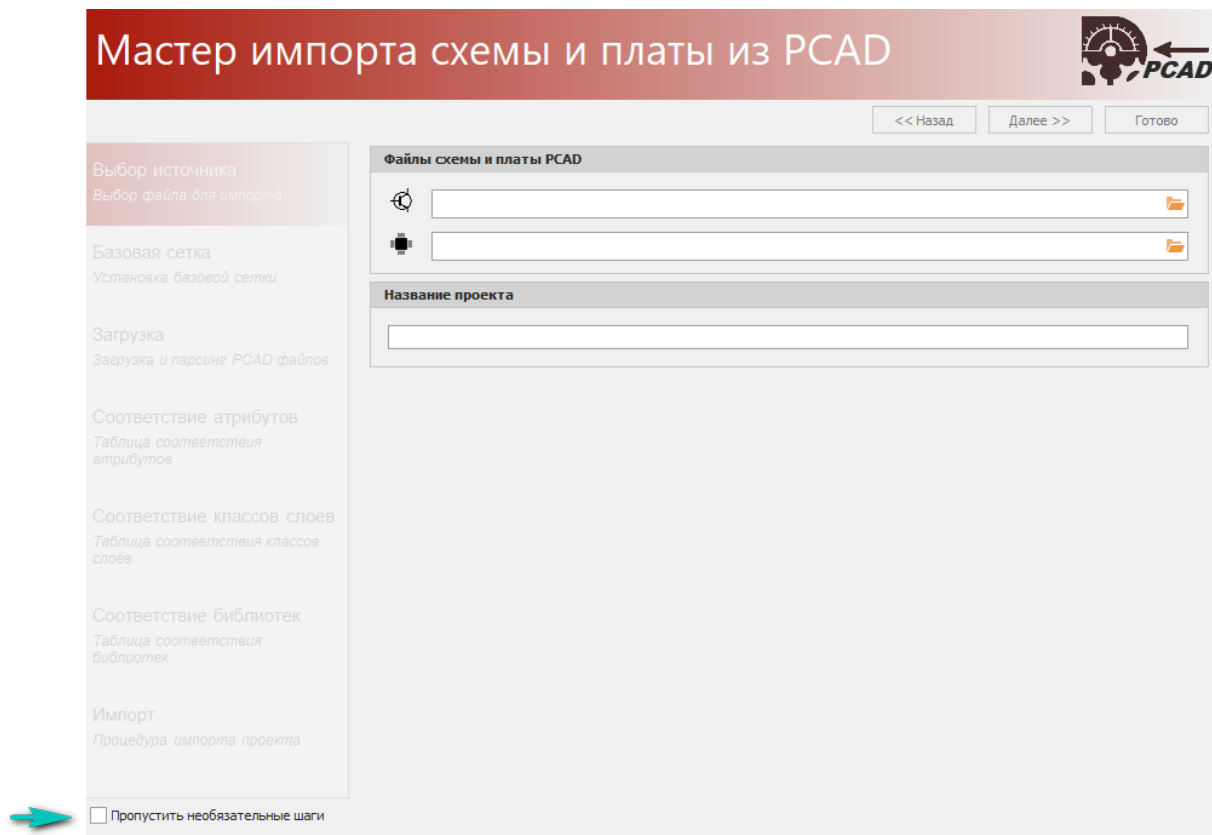 Мастер импорта схемы и платы из PCAD
PCAD
<< Назад
Далее >>
Готово
Выбор источника
Выбор файла для импорта
Базовая сетка
Установка базовой сетки
Загрузка
Загрузка и парсинг PCAD файлов
Соответствие атрибутов
Таблица соответствия
атрибутов
Соответствие классов слоев
Таблица соответствия классов
слоёв
Соответствие библиотек
Таблица соответствия
библиотек
Импорт
Процедура импорта проекта
Пропустить необязательные шаги
Файлы схемы и платы PCAD
Название проекта